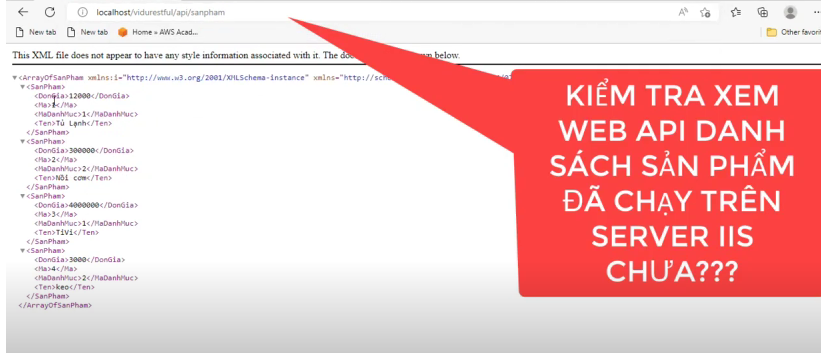 localhost/vidurestful/api/sanpham
New tab New tab Home » AWS Acad... Other favorit
This XML file does not appear to have any style information associated with it. The doc wn below.
▼<ArrayOfSanPham xmlns:i="http://www.w3.org/2001/XMLSchema-instance" xmlns="http://sch
▼<SanPham>
<DonGia>12000</DonGia>
<Ma>1</Ma>
<MaDanhMuc>1</MaDanhMuc>
<Ten>Tủ Lạnh</Ten>
</SanPham>
▼<SanPham>
<DonGia>300000</DonGia>
<Ma>2</Ma>
<MaDanhMuc>2</MaDanhMuc>
<Ten>Nồi cơm</Ten>
</SanPham>
▼<SanPham>
<DonGia>4000000</DonGia>
<Ma>3</Ma>
<MaDanhMuc>1</MaDanhMuc>
<Ten>TiVi</Ten>
</SanPham>
▼<SanPham>
<DonGia>3000</DonGia>
<Ma>4</Ma>
<MaDanhMuc>2</MaDanhMuc>
<Ten>keo</Ten>
</SanPham>
</ArrayOfSanPham>
KIỂM TRA XEM
WEB API DANH
SÁCH SẢN PHẨM
ĐÃ CHẠY TRÊN
SERVER IIS
CHƯA???